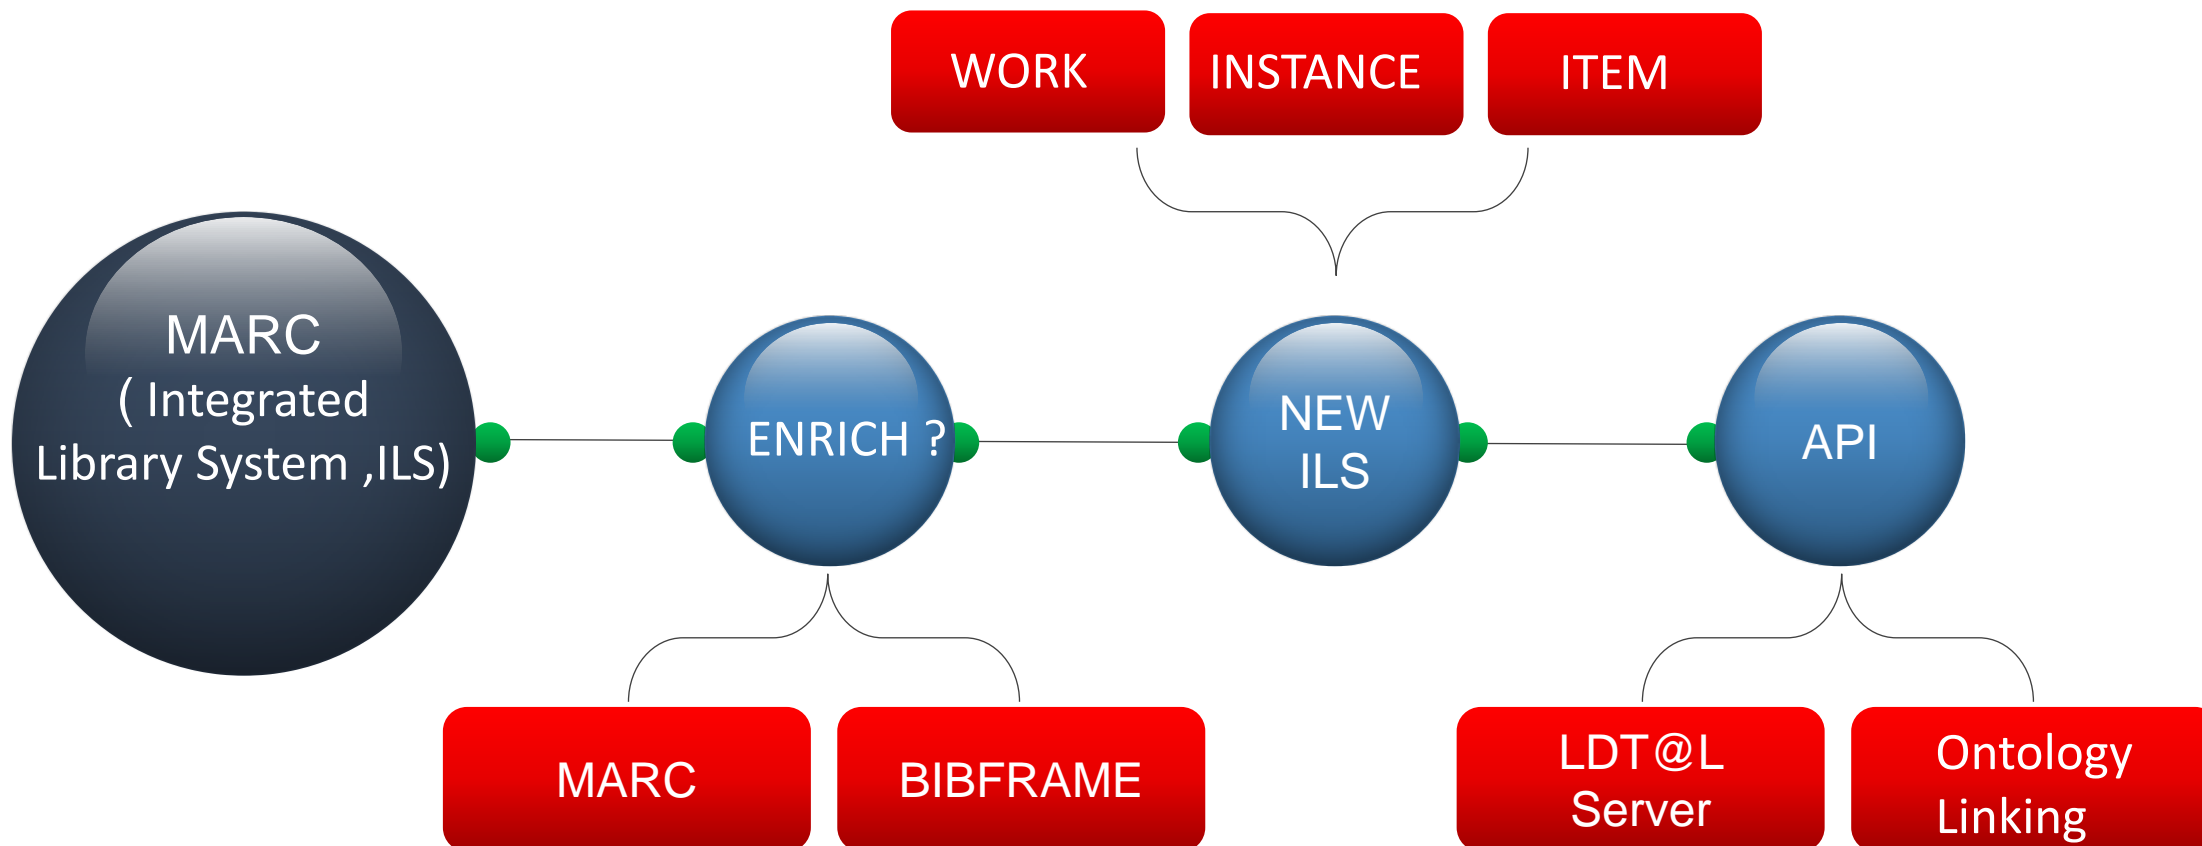 WORK
INSTANCE
ITEM
MARC
( Integrated
Library System ,ILS)
ENRICH ?
NEW
ILS
API
MARC
BIBFRAME
LDT@L
Server
Ontology
Linking